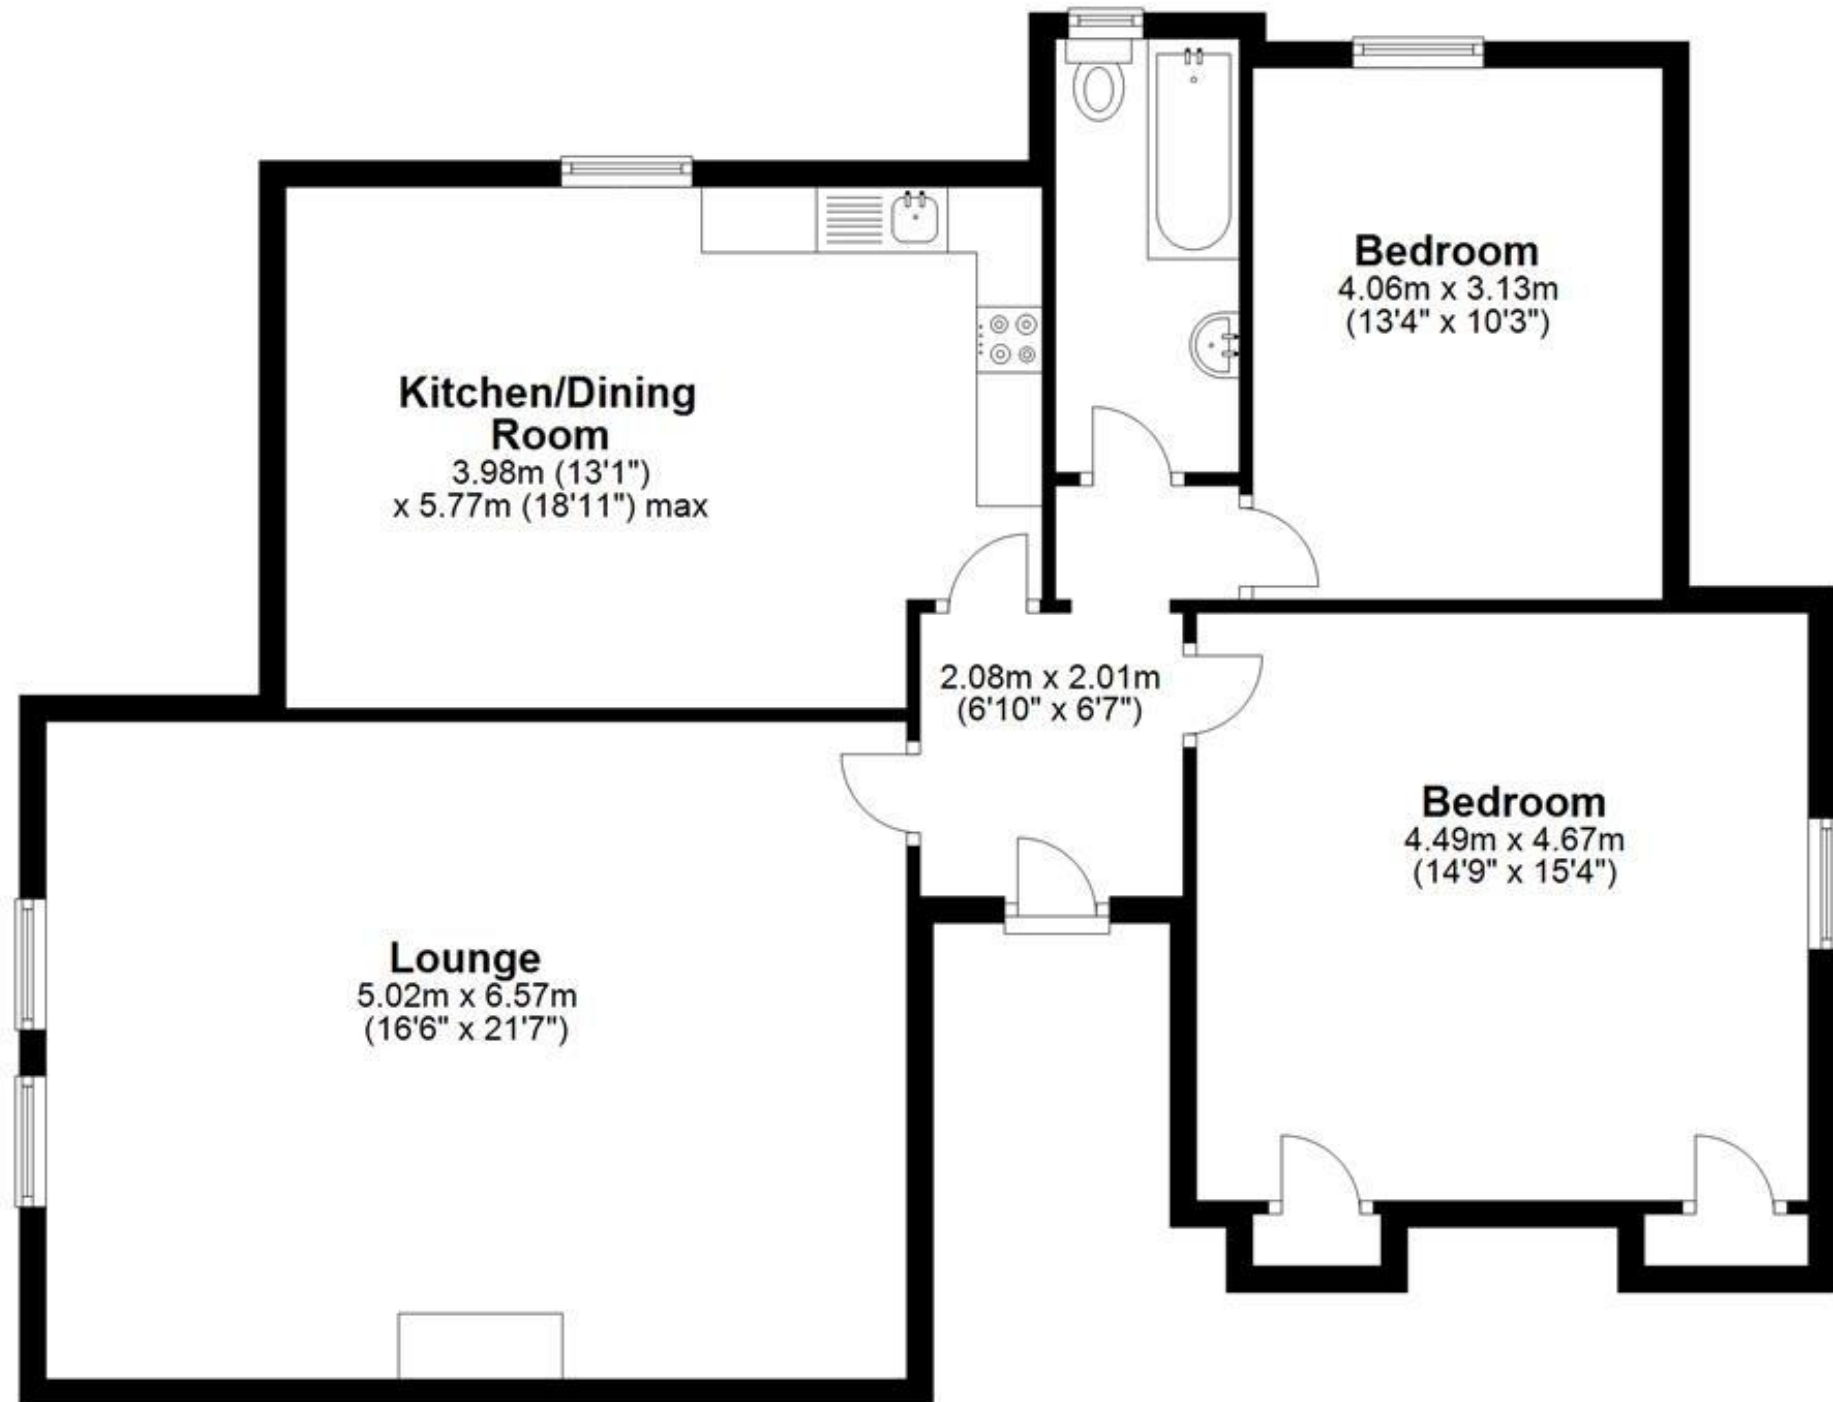 Bedroom
4.06m x 3.13m
(13'4" x 10'3")
Kitchen/Dining
Room
3.98m (13'1")
x 5.77m (18'11") max
2.08m x 2.01m
(6'10" x 6'7")
Bedroom
4.49m x 4.67m
(14'9" x 15'4")
Lounge
5.02m x 6.57m
(16'6" x 21'7")